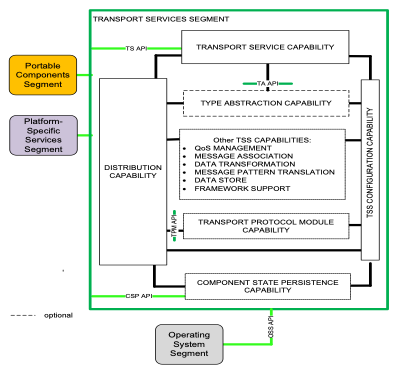 TRANSPORT SERVICES SEGMENT
TS API
TRANSPORT SERVICE CAPABILITY
Portable
Components
Segment
TA API
TYPE ABSTRACTION CAPABILITY
Platform-
Specific
Services
Segment
DISTRIBUTION
CAPABILITY
Other TSS CAPABILITIES:
• QoS MANAGEMENT
• MESSAGE ASSOCIATION
• DATA TRANSFORMATION
• MESSAGE PATTERN TRANSLATION
• DATA STORE
• FRAMEWORK SUPPORT
TSS CONFIGURATION CAPABILITY
TPM API
TRANSPORT PROTOCOL MODULE
CAPABILITY
COMPONENT STATE PERSISTENCE
CAPABILITY
CSP API
optional
OSS API
Operating
System
Segment